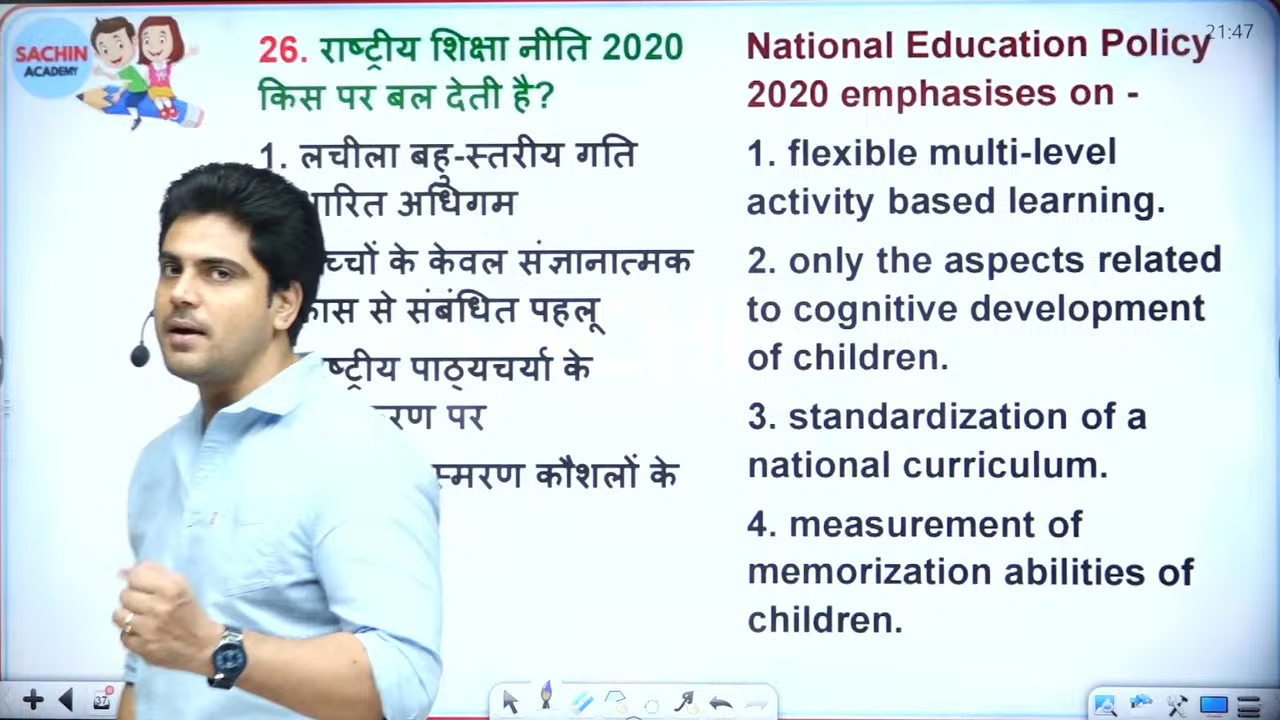 SACHIN
ACADEMY
26. राष्ट्रीय शिक्षा नीति 2020
किस पर बल देती है?
1. लचीला बहु-स्तरीय गति
अधिगम
के केवल संज्ञानात्मक
से संबंधित पहलू
पाठ्यचर्या के
पर
स्मरण कौशलों के
21:47
National Education Policy
2020 emphasises on -
1. flexible multi-level
activity based learning.
2. only the aspects related
to cognitive development
of children.
3. standardization of a
national curriculum.
4. measurement of
memorization abilities of
children.
37